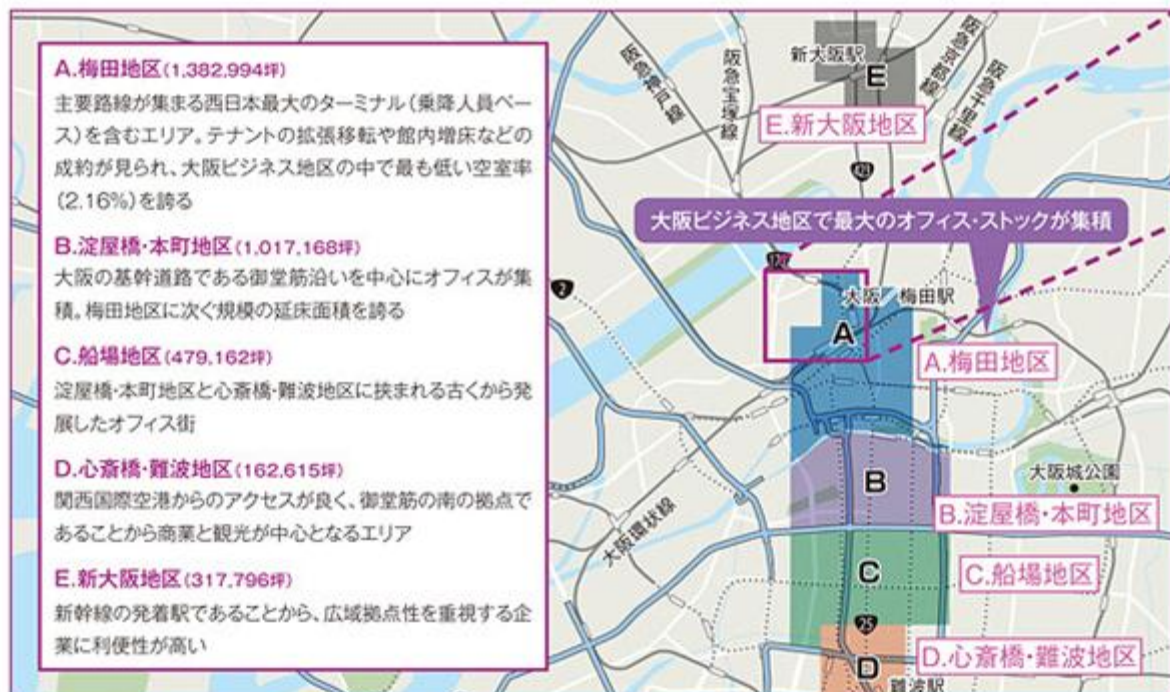 A.梅田地区(1,382,994坪)
主要路線が集まる西日本最大のターミナル(乗降人員ベー
ス)を含むエリア。テナントの拡張移転や館内増床などの
成約が見られ、大阪ビジネス地区の中で最も低い空室率
(2.16%)を誇る
B.淀屋橋・本町地区(1,017,168坪)
大阪の基幹道路である御堂筋沿いを中心にオフィスが集
積。梅田地区に次ぐ規模の延床面積を誇る
C.船場地区(479,162坪)
淀屋橋・本町地区と心斎橋・難波地区に挟まれる古くから発
展したオフィス街
D.心斎橋・難波地区(162,615坪)
関西国際空港からのアクセスが良く、御堂筋の南の拠点で
あることから商業と観光が中心となるエリア
E.新大阪地区(317,796坪)
新幹線の発着駅であることから、広域拠点性を重視する企
業に利便性が高い
阪急神戸線
阪急宝塚線
新大阪駅
E
阪急京都線
阪急千里線
E.新大阪地区
423
大阪ビジネス地区で最大のオフィス・ストックが集積
176
2
大阪/梅田駅
A
A.梅田地区
大阪城公園
B
B.淀屋橋・本町地区
大阪環状線
C
C.船場地区
25
D
D.心斎橋・難波地区
難波駅